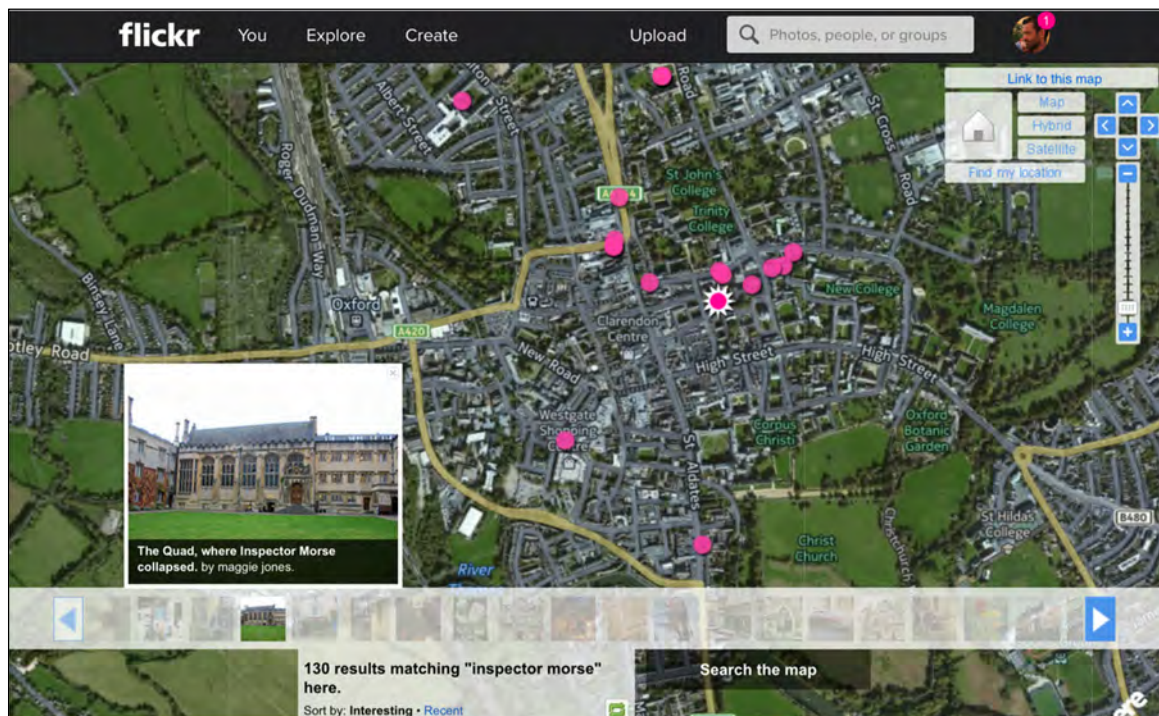 flickr
You
Explore
Create
Upload
Photos, people, or groups
1
Link to this map
Map
Hybrid
Satellite
Find my location
Albert Street
Street
Road
St Cross
Road
Roger Dudman Way
St John's
College
Trinity
College
Binsey Lane
Oxford
A420
New College
Magdalen
College
Clarendon
Centre
New Road
High Street
High Street
Westgate
Shopping
Corpus
Christi
Oxford
Botanic
Garden
St Aldates
St Hilda's
College
B480
Christ
Church
Christchurch
River
The Quad, where Inspector Morse
collapsed. by maggie jones.
130 results matching "inspector morse"
here.
Sort by: Interesting • Recent
Search the map